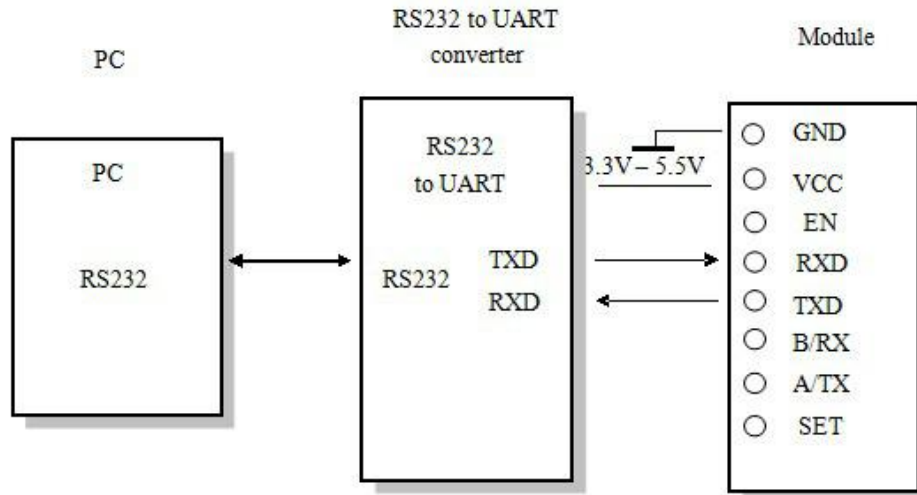 PC
RS232 to UART
converter
Module
PC
RS232
RS232
to UART
RS232
TXD
RXD
3.3V – 5.5V
GND
VCC
EN
RXD
TXD
B/RX
A/TX
SET